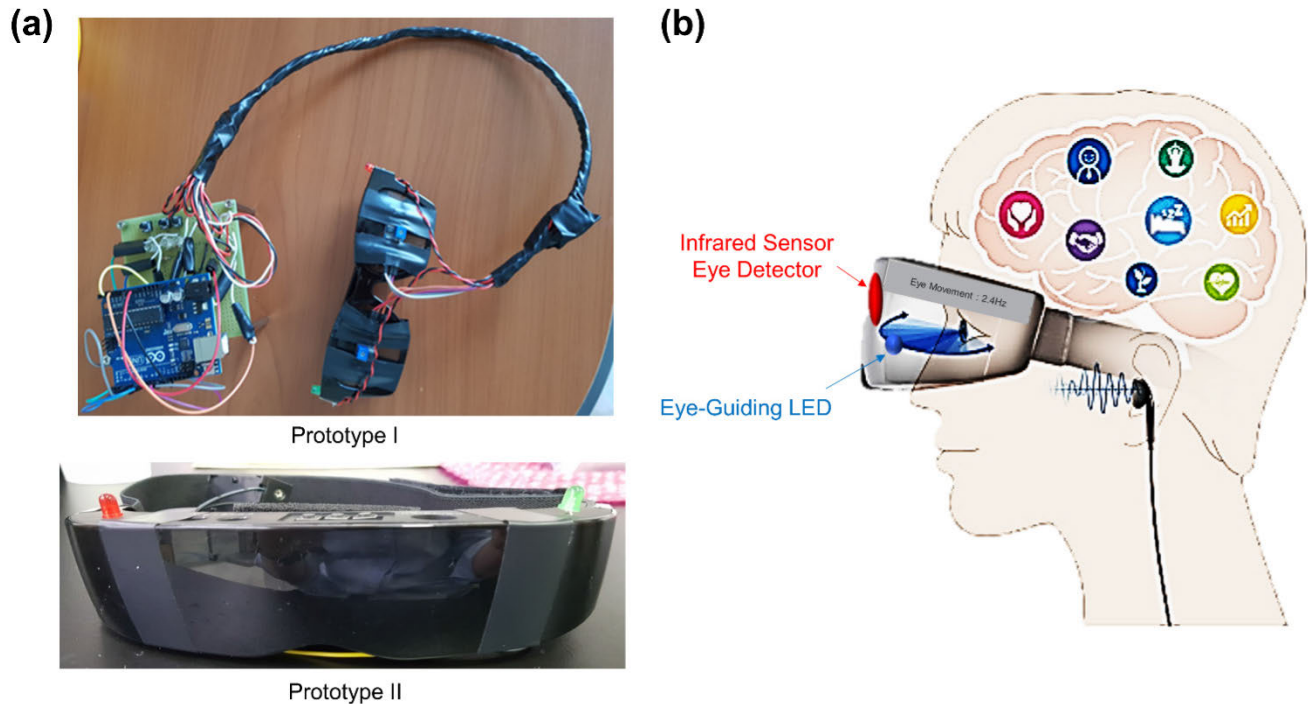 (a)
Prototype I
Prototype II
(b)
Infrared Sensor
Eye Detector
Eye Movement : 2.4Hz
Eye-Guiding LED